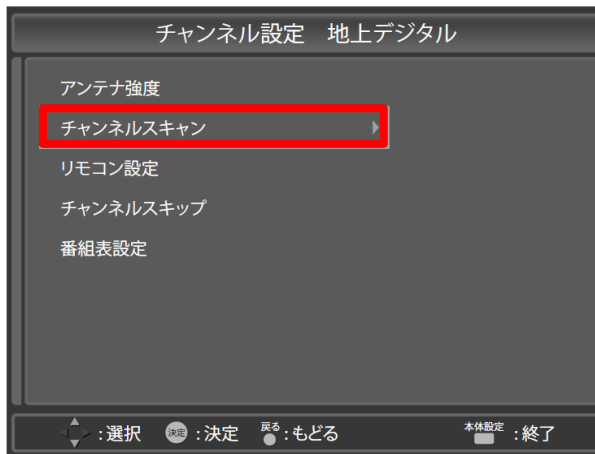 チャンネル設定 地上デジタル
アンテナ強度
チャンネルスキャン
リモコン設定
チャンネルスキップ
番組表設定
:選択 決定 :決定 戻る :もどる 本体設定 :終了